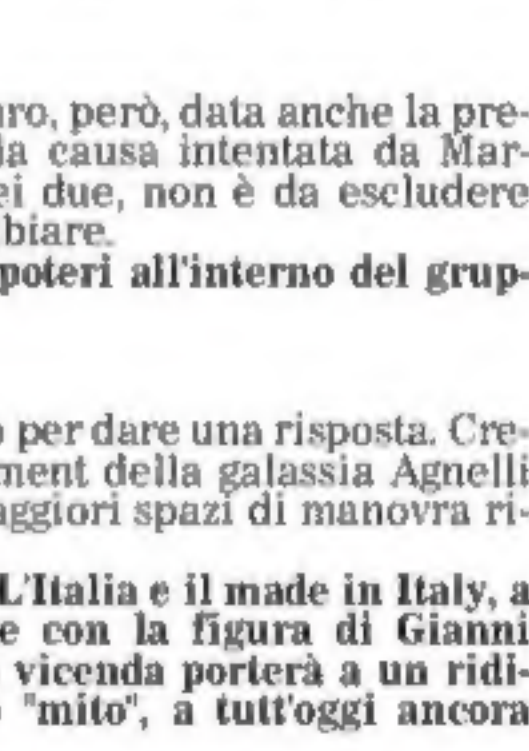 ro, però, data anche la pre-
la causa intentata da Mar-
ei due, non è da escludere
biare.
poteri all'interno del grup-
per dare una risposta. Cre-
ment della galassia Agnelli
aggiori spazi di manovra ri-
L'Italia e il made in Italy, a
e con la figura di Gianni
vicenda porterà a un ridi-
"mito", a tutt'oggi ancora